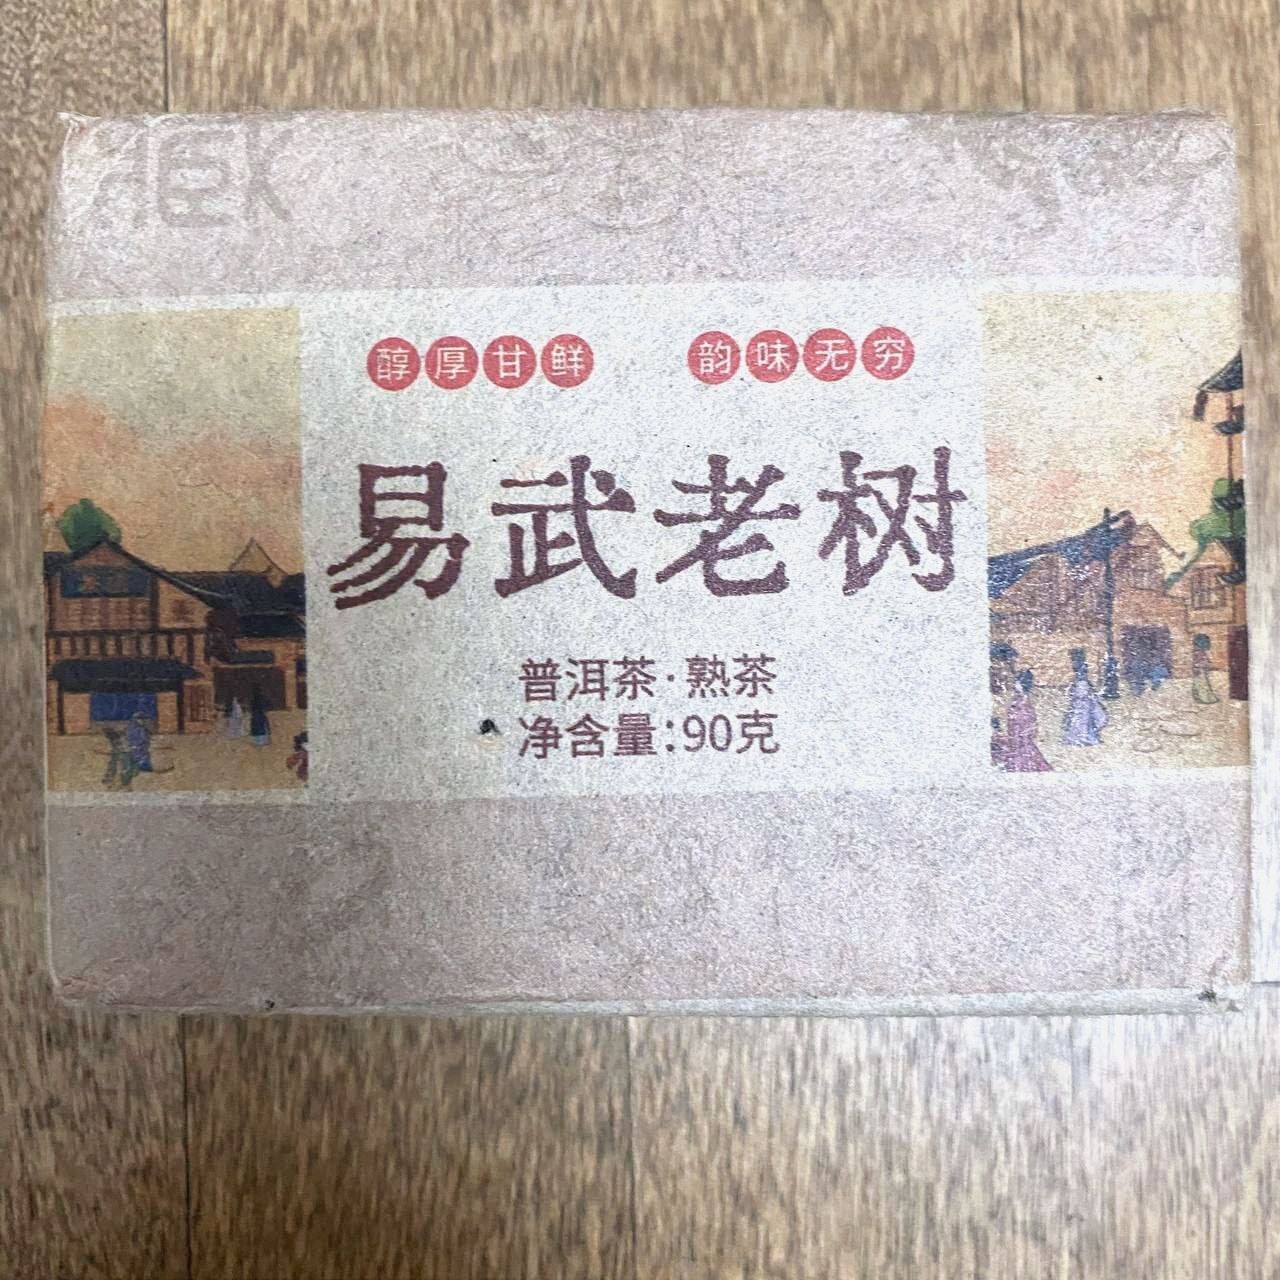 醇厚甘鲜 韵味无穷
易武老树
普洱茶·熟茶
净含量:90克